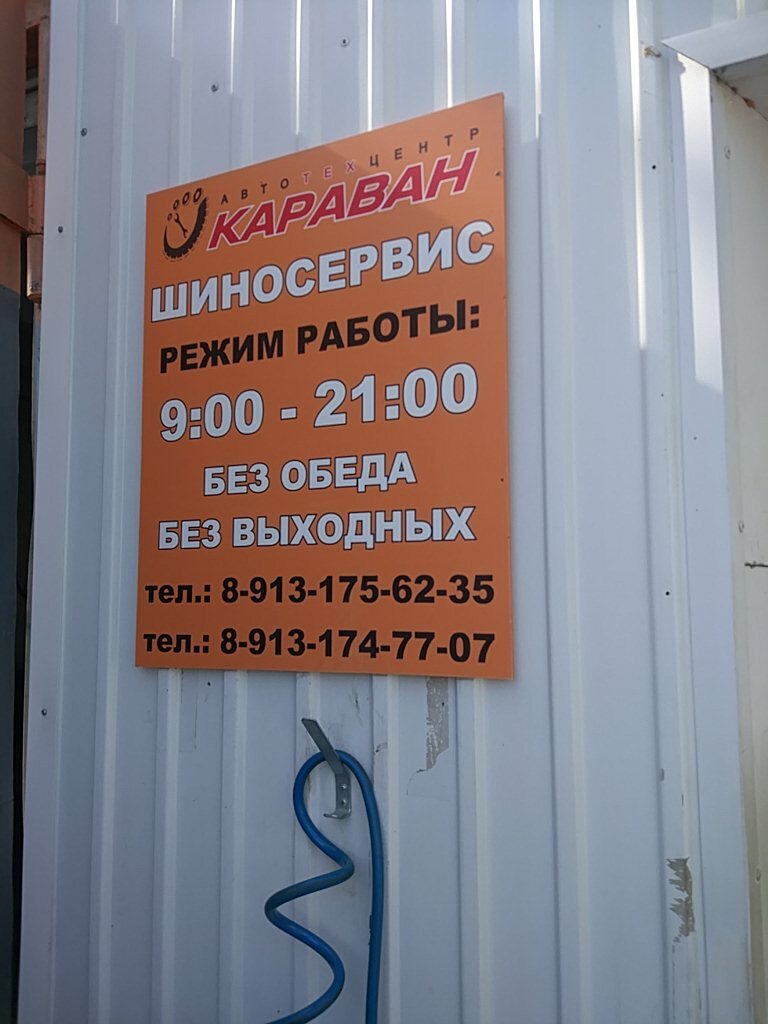 АВТОТЕХЦЕНТР
КАРАВАН
ШИНОСЕРВИС
РЕЖИМ РАБОТЫ:
9:00 - 21:00
БЕЗ ОБЕДА
БЕЗ ВЫХОДНЫХ
тел.: 8-913-175-62-35
тел.: 8-913-174-77-07